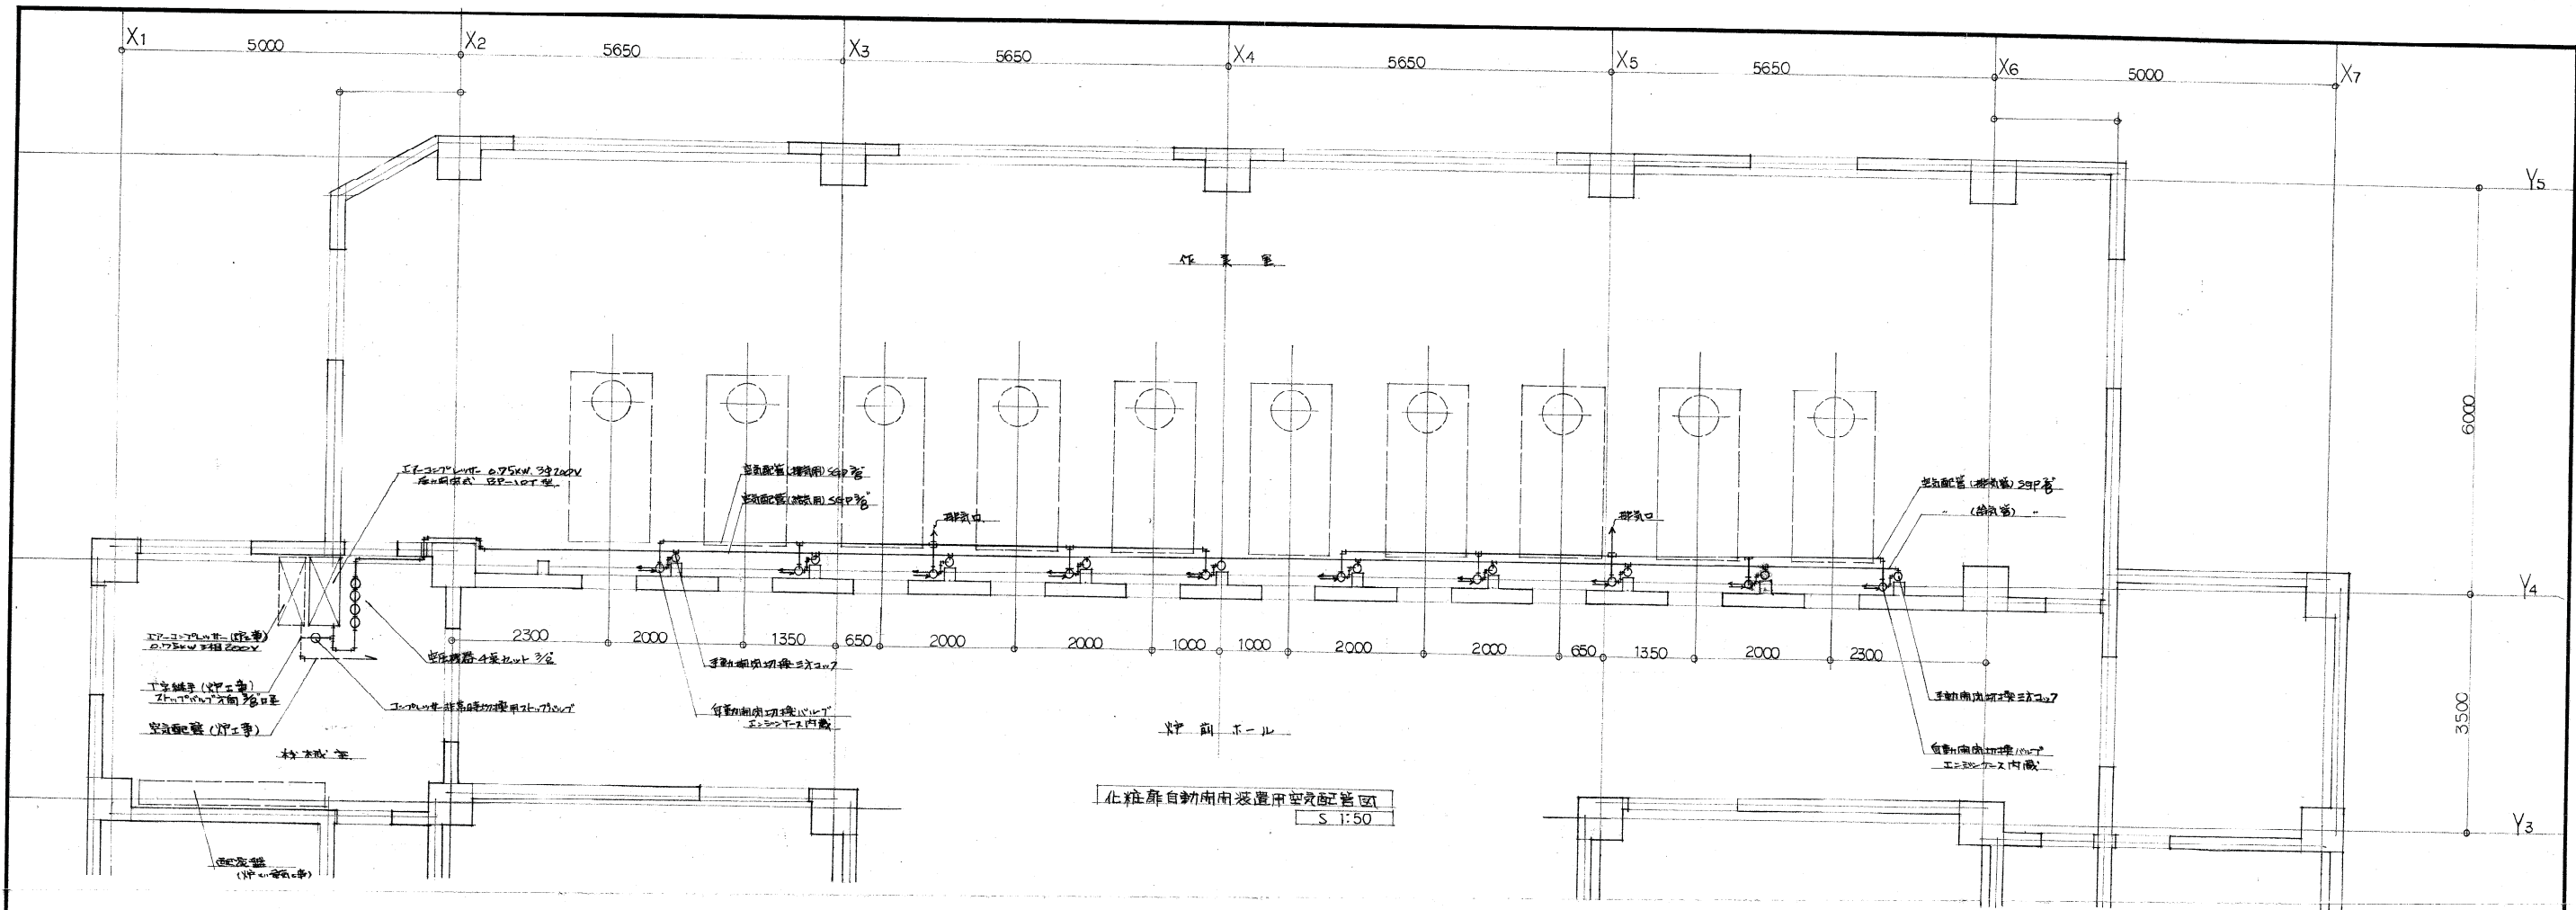 X1
5000
X2
5650
X3
5650
X4
5650
X5
5650
X6
5000
X7
Y5
作業室
6000
エアーコンプレッサー 0.75KW. 3φ200V
空気配管(排気用) SGP 3/8"
空気配管(給気用) SGP 3/8"
排気口
排気口
空気配管(排気管) SGP 3/8"
〃 (給気管) 〃
Y4
2300
2000
1350
650
2000
2000
1000
1000
2000
2000
650
1350
2000
2300
エアーコンプレッサー(炉工事)
0.75KW 3相200V
空圧機器4点セット 3/8"
手動開閉切換三方コック
T字継手(炉工事)
コンプレッサー非常時切換用ストップバルブ
自動開閉切換バルブ
エンジンケース内蔵
手動開閉切換三方コック
空気配管(炉工事)
炉前ホール
自動開閉切換バルブ
エンジンケース内蔵
3500
機械室
化粧扉自動開閉装置用空気配管図
S 1:50
Y3
配電盤